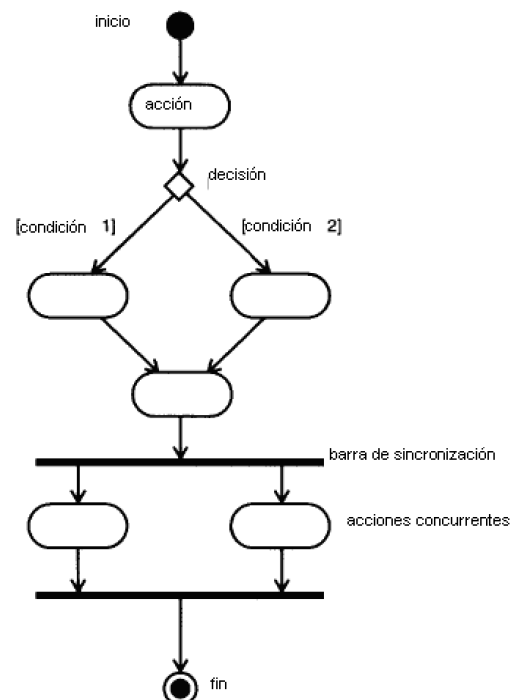 inicio
acción
decisión
[condición 1]
[condición 2]
barra de sincronización
acciones concurrentes
fin